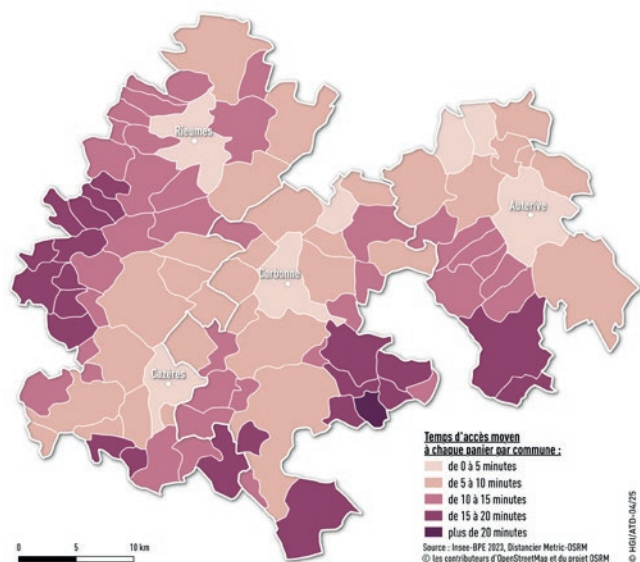 Rieumes
Auterive
Carbonne
Cazères
Temps d'accès moyen
à chaque panier par commune :
de 0 à 5 minutes
de 5 à 10 minutes
de 10 à 15 minutes
de 15 à 20 minutes
plus de 20 minutes
0 5 10 km
Source : Insee-BPE 2023, Distancier Metric-OSRM
© les contributeurs d'OpenStreetMap et du projet OSRM
© HGI/ATD-04/25